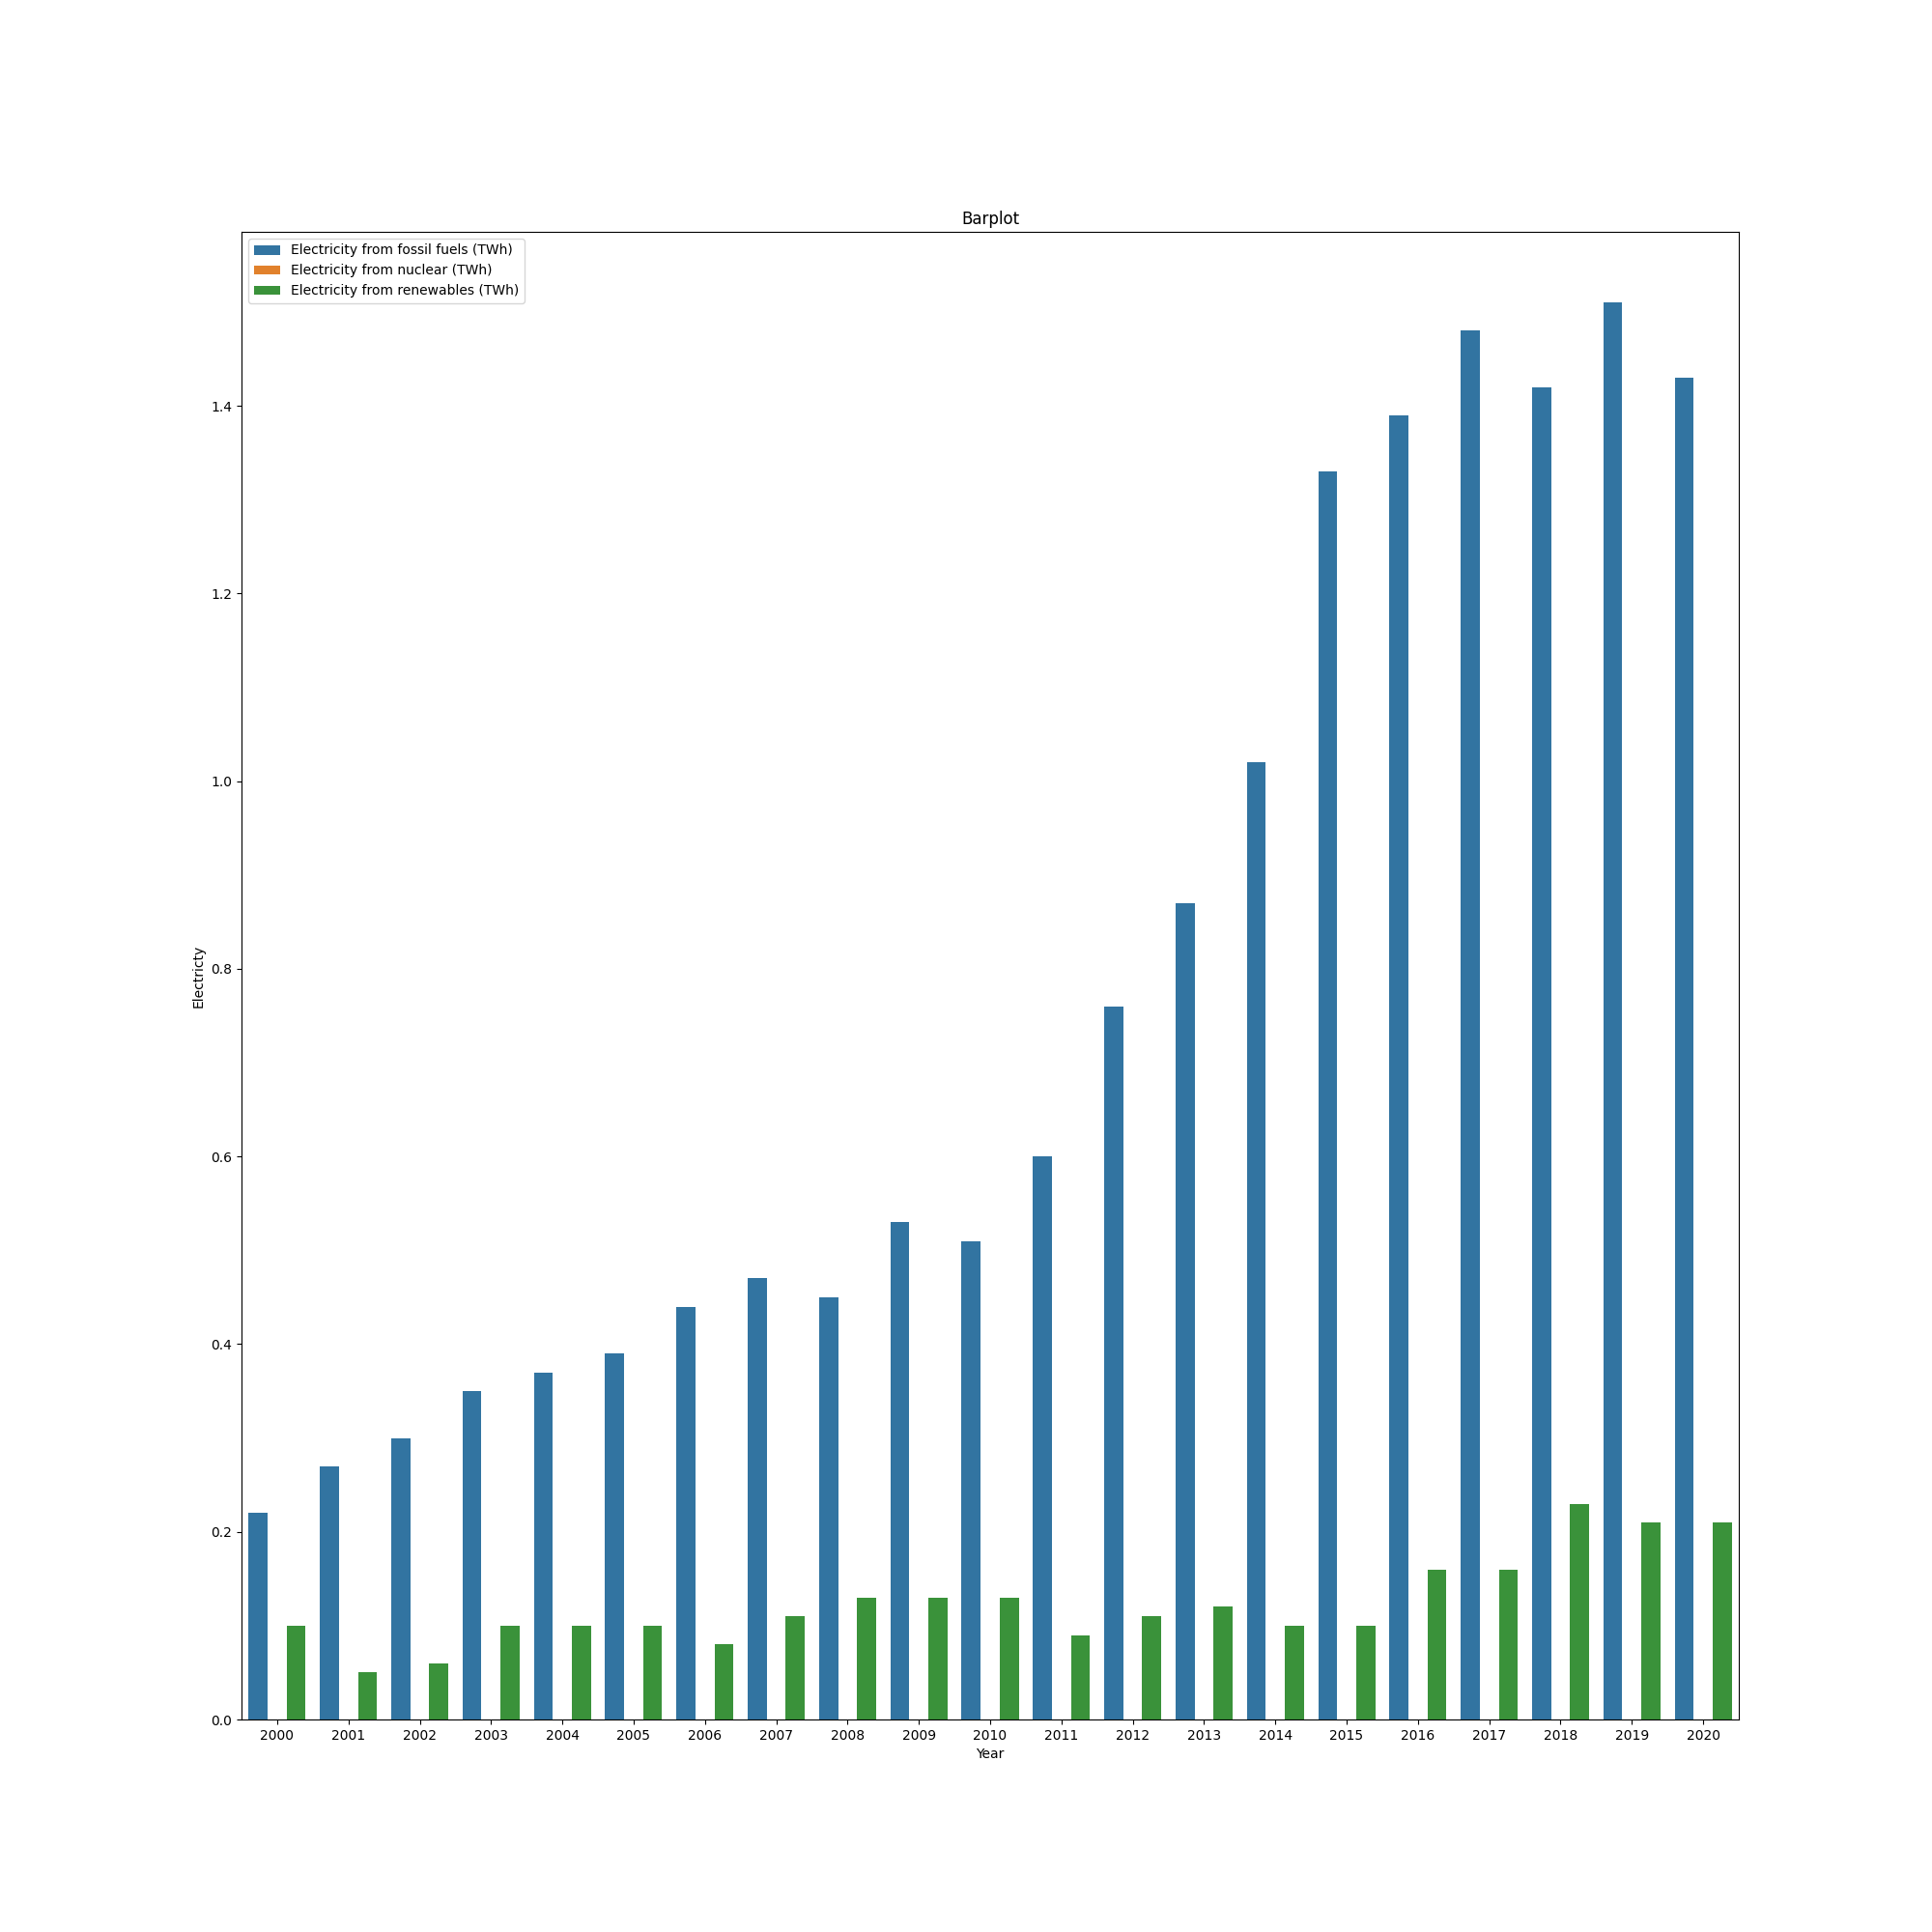 Barplot
Electricity from fossil fuels (TWh)
Electricity from nuclear (TWh)
Electricity from renewables (TWh)
1.4
1.2
1.0
0.8
0.6
0.4
0.2
0.0
Electricty
2000 2001 2002 2003 2004 2005 2006 2007 2008 2009 2010 2011 2012 2013 2014 2015 2016 2017 2018 2019 2020
Year